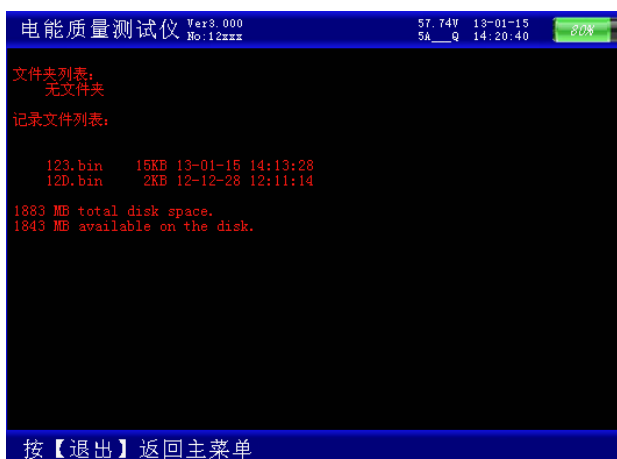 电能质量测试仪 Ver3.000 57.74V 13-01-15
No:12xxx 5A___Q 14:20:40 80%
文件夹列表:
无文件夹
记录文件列表:
123.bin 15KB 13-01-15 14:13:28
12D.bin 2KB 12-12-28 12:11:14
1883 MB total disk space.
1843 MB available on the disk.
按【退出】返回主菜单